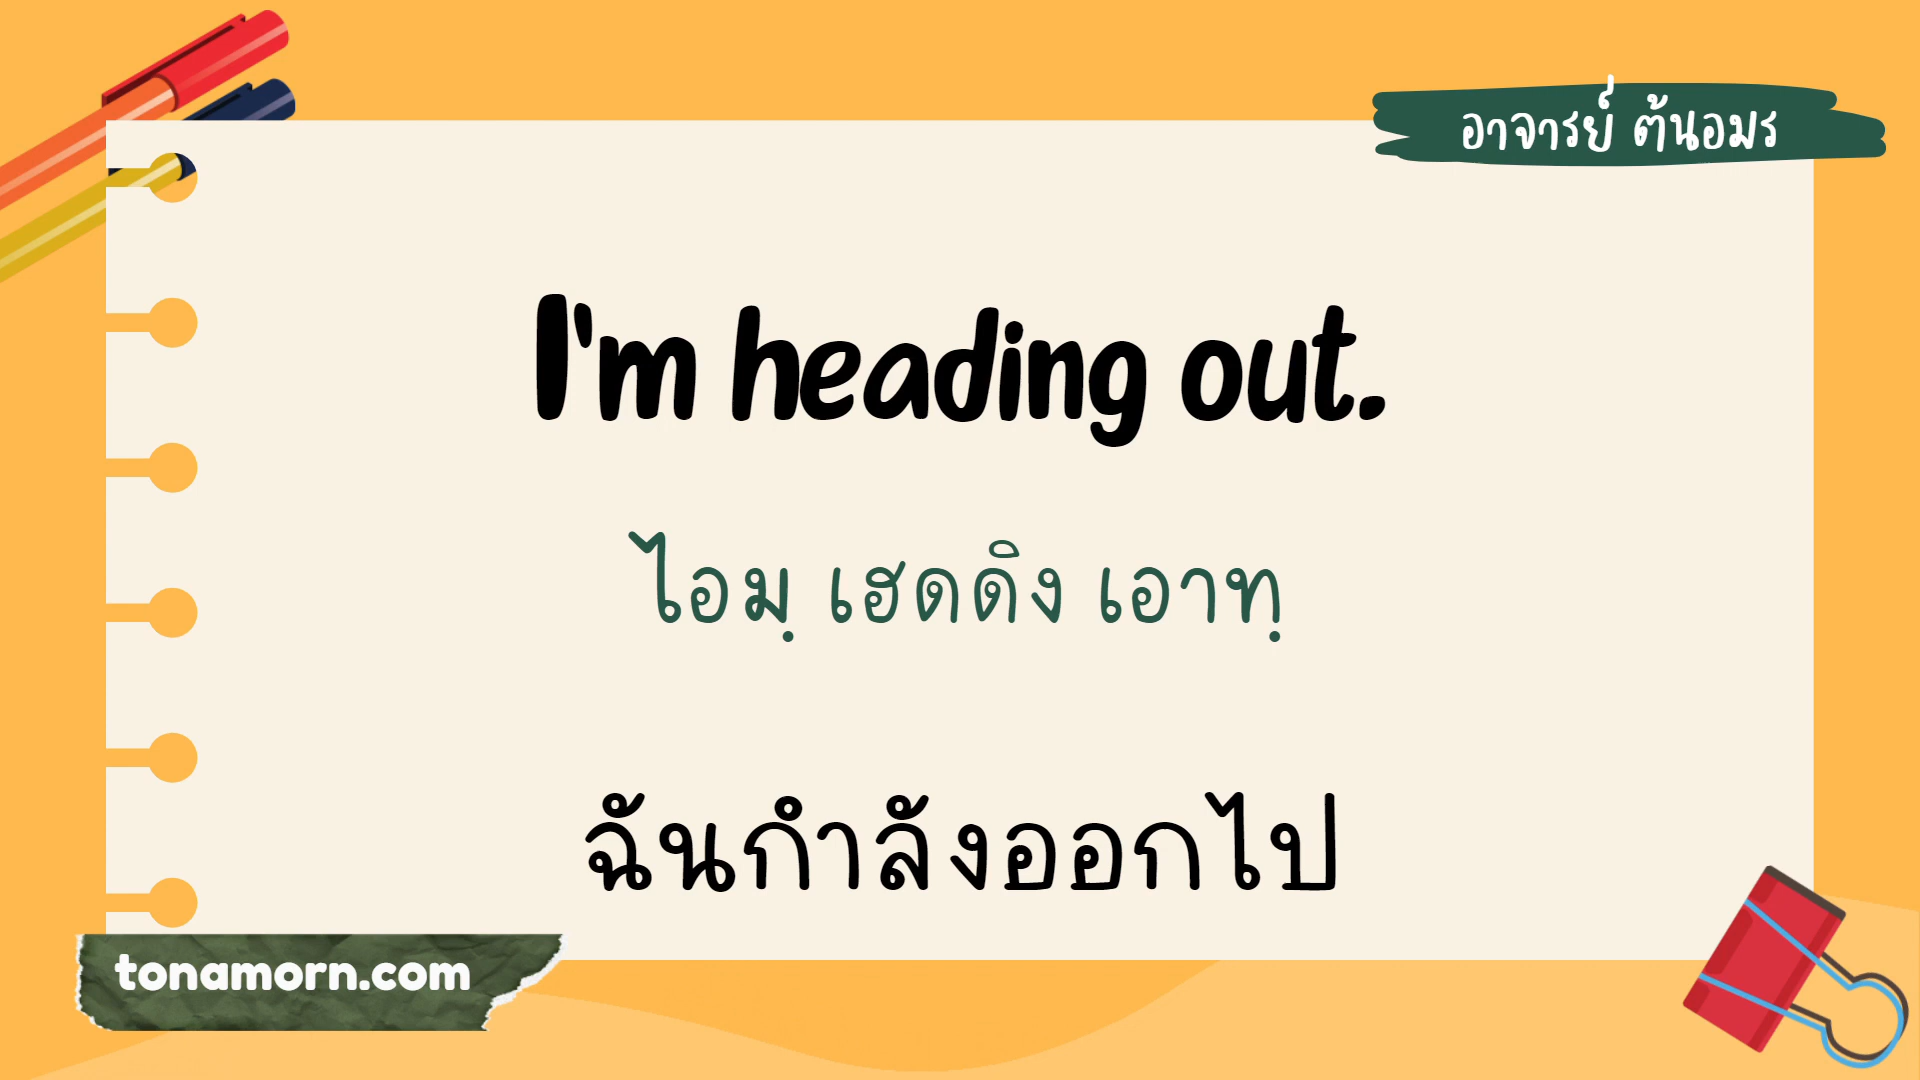 อาจารย์ ต้นอมร
I'm heading out.
ไอมฺ เฮดดิง เอาทฺ
ฉันกำลังออกไป
tonamorn.com